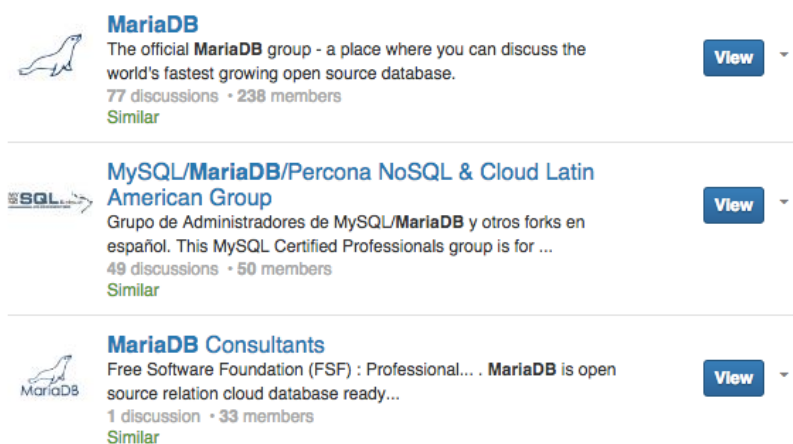 MariaDB
The official MariaDB group - a place where you can discuss the
world's fastest growing open source database.
77 discussions • 238 members
Similar
View
MySQL/MariaDB/Percona NoSQL & Cloud Latin
American Group
Grupo de Administradores de MySQL/MariaDB y otros forks en
español. This MySQL Certified Professionals group is for ...
49 discussions • 50 members
Similar
View
SQL
MariaDB Consultants
Free Software Foundation (FSF) : Professional... . MariaDB is open
source relation cloud database ready...
1 discussion • 33 members
Similar
View
MariaDB